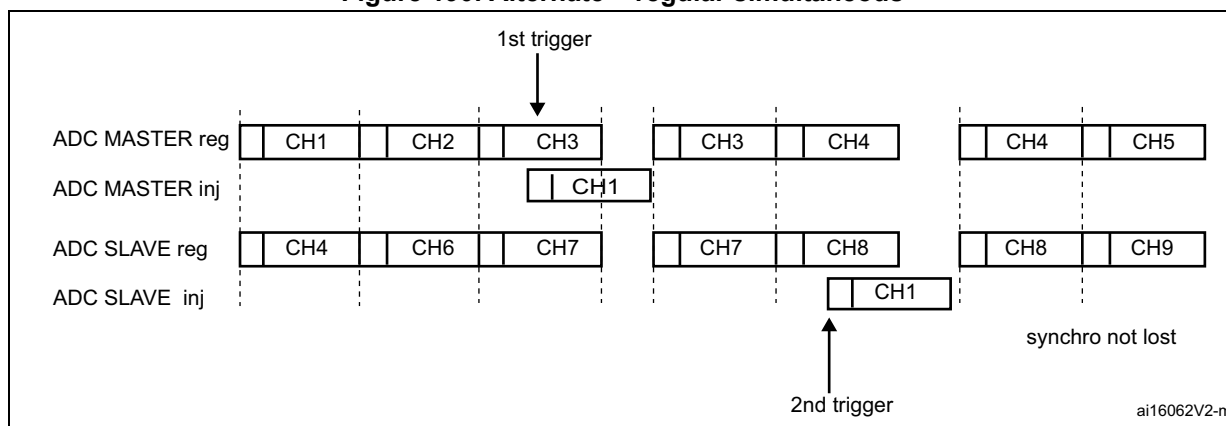 1st trigger
ADC MASTER reg CH1 CH2 CH3 CH3 CH4 CH4 CH5
ADC MASTER inj CH1
ADC SLAVE reg CH4 CH6 CH7 CH7 CH8 CH8 CH9
ADC SLAVE inj CH1
synchro not lost
2nd trigger
ai16062V2-m